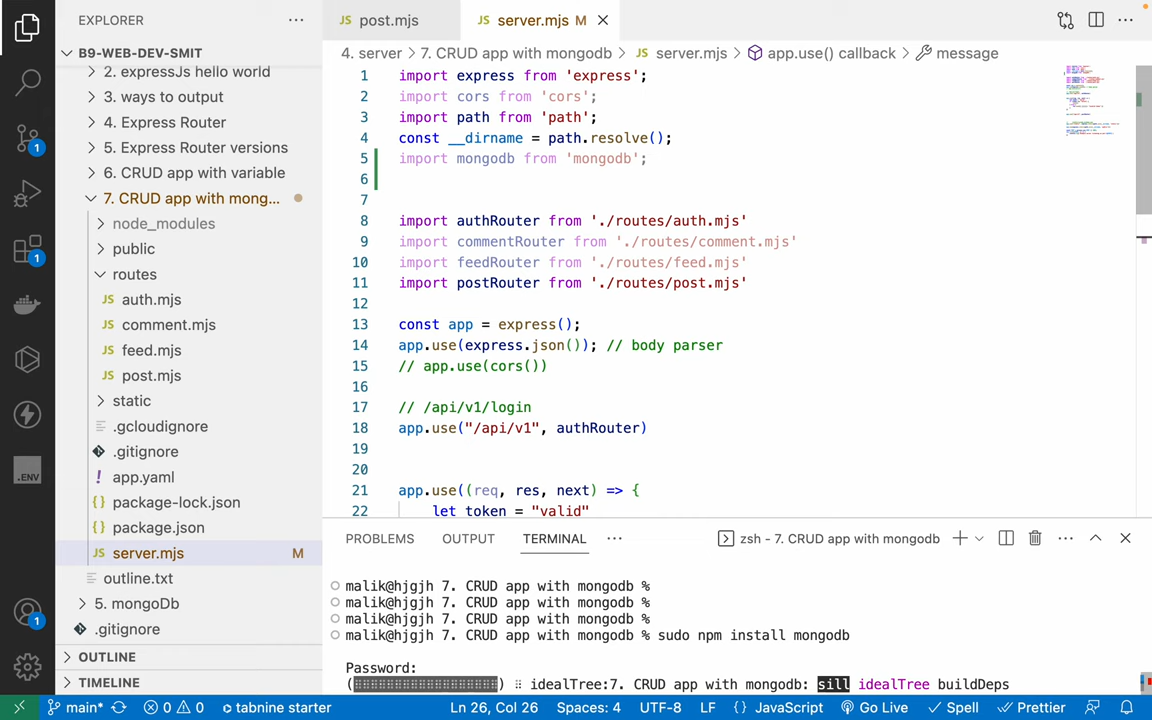 EXPLORER
B9-WEB-DEV-SMIT
2. expressJs hello world
3. ways to output
4. Express Router
5. Express Router versions
6. CRUD app with variable
7. CRUD app with mong...
node_modules
public
routes
JS auth.mjs
JS comment.mjs
JS feed.mjs
JS post.mjs
static
.gcloudignore
.gitignore
! app.yaml
{} package-lock.json
{} package.json
JS server.mjs M
outline.txt
5. mongoDb
.gitignore
OUTLINE
TIMELINE
1
1
.ENV
1
JS post.mjs
JS server.mjs M
4. server > 7. CRUD app with mongodb > JS server.mjs > app.use() callback > message
1 import express from 'express';
2 import cors from 'cors';
3 import path from 'path';
4 const __dirname = path.resolve();
5 import mongodb from 'mongodb';
6
7
8 import authRouter from './routes/auth.mjs'
9 import commentRouter from './routes/comment.mjs'
10 import feedRouter from './routes/feed.mjs'
11 import postRouter from './routes/post.mjs'
12
13 const app = express();
14 app.use(express.json()); // body parser
15 // app.use(cors())
16
17 // /api/v1/login
18 app.use("/api/v1", authRouter)
19
20
21 app.use((req, res, next) => {
22 let token = "valid"
PROBLEMS OUTPUT TERMINAL ··· zsh - 7. CRUD app with mongodb
malik@hjgjh 7. CRUD app with mongodb %
malik@hjgjh 7. CRUD app with mongodb %
malik@hjgjh 7. CRUD app with mongodb %
malik@hjgjh 7. CRUD app with mongodb % sudo npm install mongodb
Password:
(⠿⠿⠿⠿⠿⠿⠿⠿⠿⠿⠿⠿⠿⠿⠿⠿⠿⠿) ⠿ idealTree:7. CRUD app with mongodb: sill idealTree buildDeps
main* 0 0 tabnine starter Ln 26, Col 26 Spaces: 4 UTF-8 LF {} JavaScript Go Live Spell Prettier